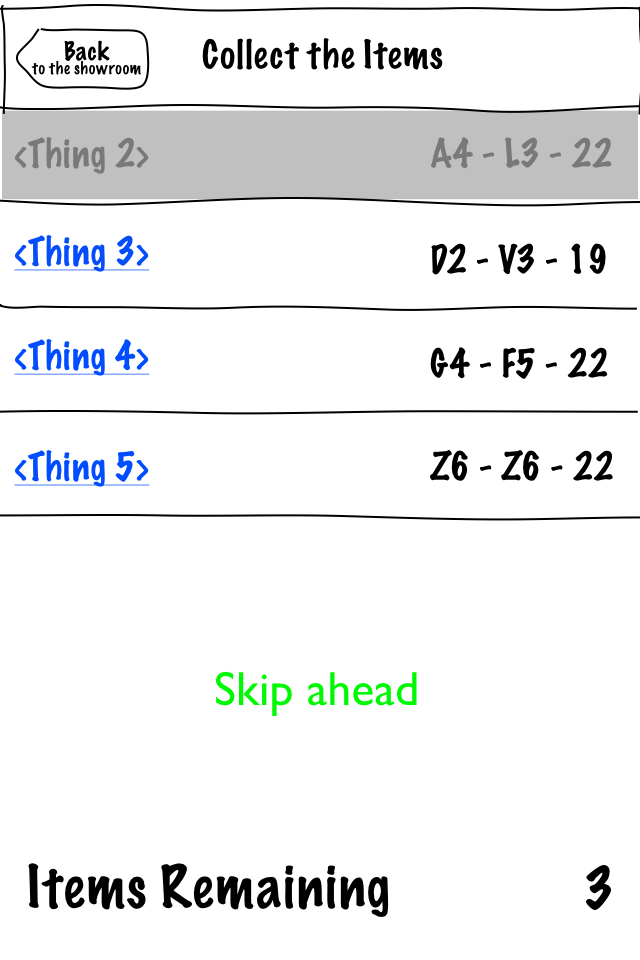 Back
to the showroom
Collect the Items
<Thing 2> A4 - L3 - 22
<Thing 3> D2 - V3 - 19
<Thing 4> G4 - F5 - 22
<Thing 5> Z6 - Z6 - 22
Skip ahead
Items Remaining 3